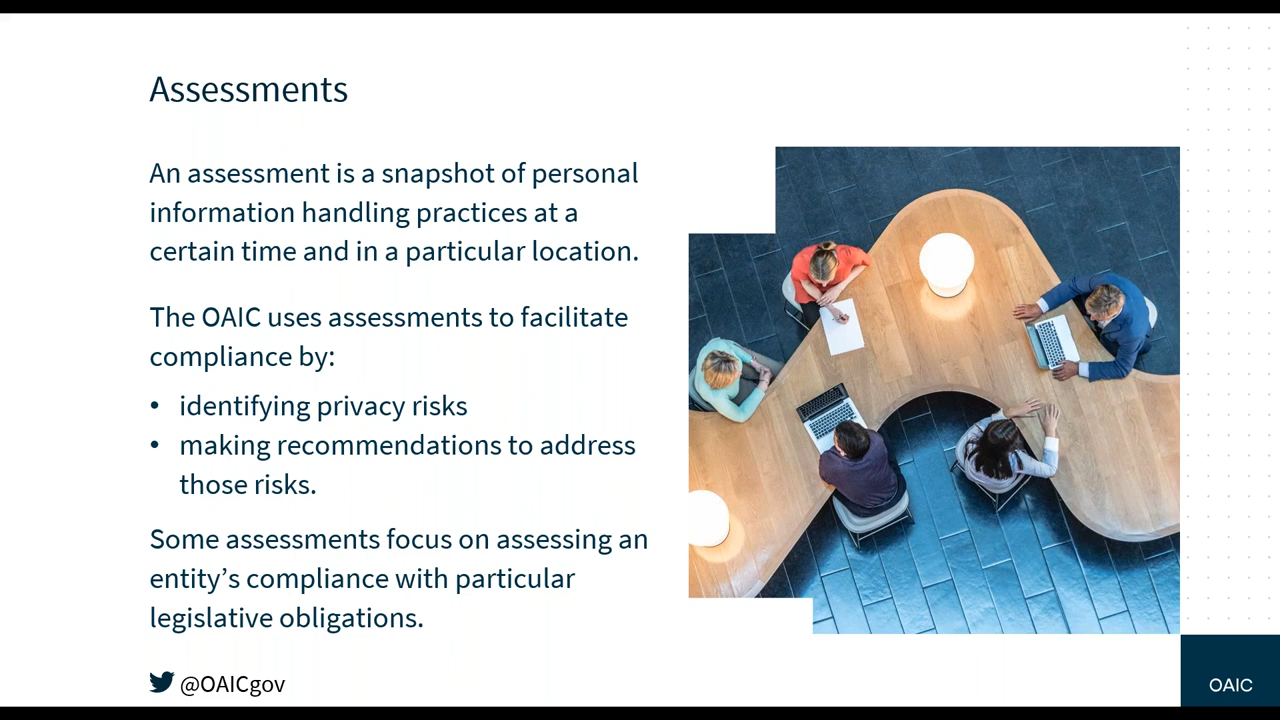 Assessments
An assessment is a snapshot of personal
information handling practices at a
certain time and in a particular location.
The OAIC uses assessments to facilitate
compliance by:
• identifying privacy risks
• making recommendations to address
those risks.
Some assessments focus on assessing an
entity’s compliance with particular
legislative obligations.
@OAICgov
OAIC